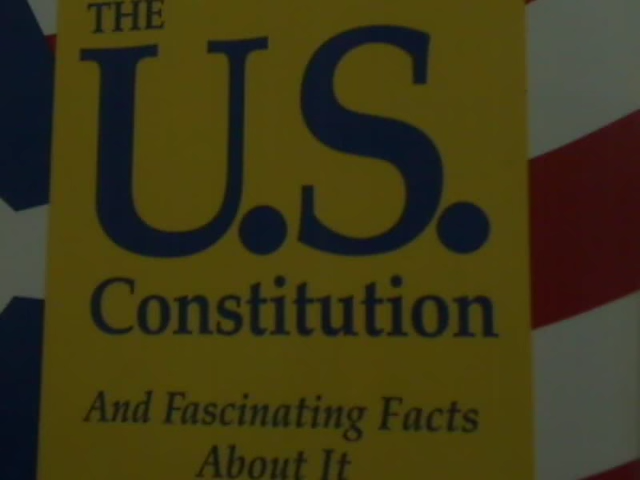 THE
U.S.
Constitution
And Fascinating Facts
About It